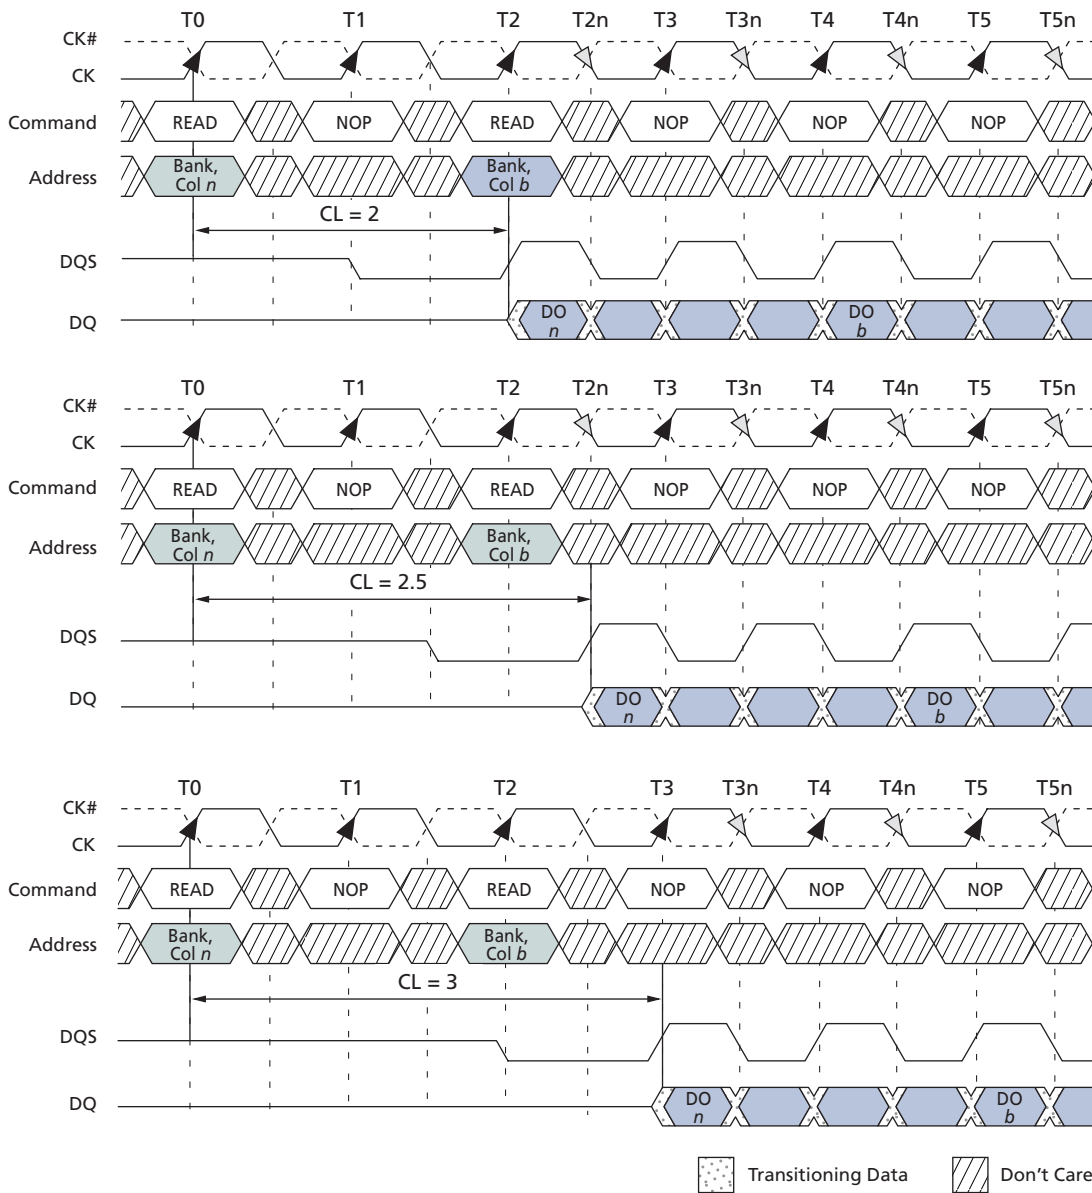 T0 T1 T2 T2n T3 T3n T4 T4n T5 T5n
CK#
CK
Command READ NOP READ NOP NOP NOP
Address Bank, Col n Bank, Col b
CL = 2
DQS
DQ DO n DO b
T0 T1 T2 T2n T3 T3n T4 T4n T5 T5n
CK#
CK
Command READ NOP READ NOP NOP NOP
Address Bank, Col n Bank, Col b
CL = 2.5
DQS
DQ DO n DO b
T0 T1 T2 T3 T3n T4 T4n T5 T5n
CK#
CK
Command READ NOP READ NOP NOP NOP
Address Bank, Col n Bank, Col b
CL = 3
DQS
DQ DO n DO b
Transitioning Data Don't Care